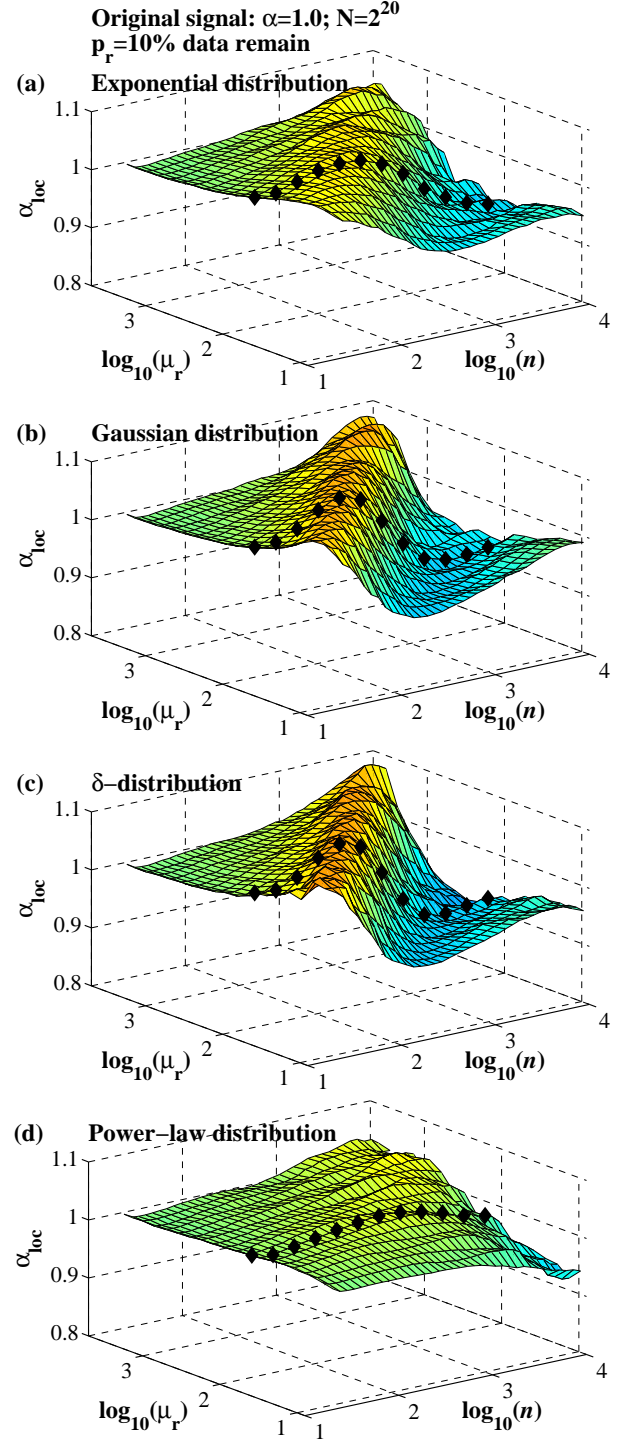 Original signal: α=1.0; N=2^20
p_r=10% data remain
(a) Exponential distribution
1.1
1
0.9
0.8
α_loc
3
2
1
log_10(μ_r)
1
2
3
4
log_10(n)
(b) Gaussian distribution
1.1
1
0.9
0.8
α_loc
3
2
1
log_10(μ_r)
1
2
3
4
log_10(n)
(c) δ−distribution
1.1
1
0.9
0.8
α_loc
3
2
1
log_10(μ_r)
1
2
3
4
log_10(n)
(d) Power−law distribution
1.1
1
0.9
0.8
α_loc
3
2
1
log_10(μ_r)
1
2
3
4
log_10(n)